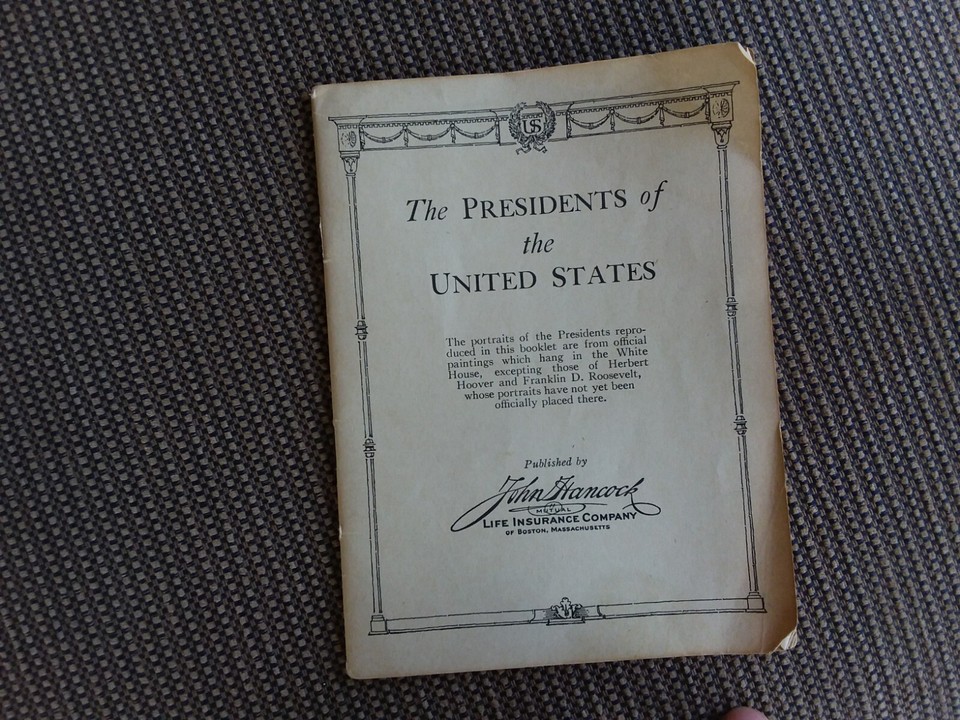 US
The PRESIDENTS of
the
UNITED STATES
The portraits of the Presidents repro-
duced in this booklet are from official
paintings which hang in the White
House, excepting those of Herbert
Hoover and Franklin D. Roosevelt,
whose portraits have not yet been
officially placed there.
Published by
John Hancock
MUTUAL
LIFE INSURANCE COMPANY
OF BOSTON, MASSACHUSETTS